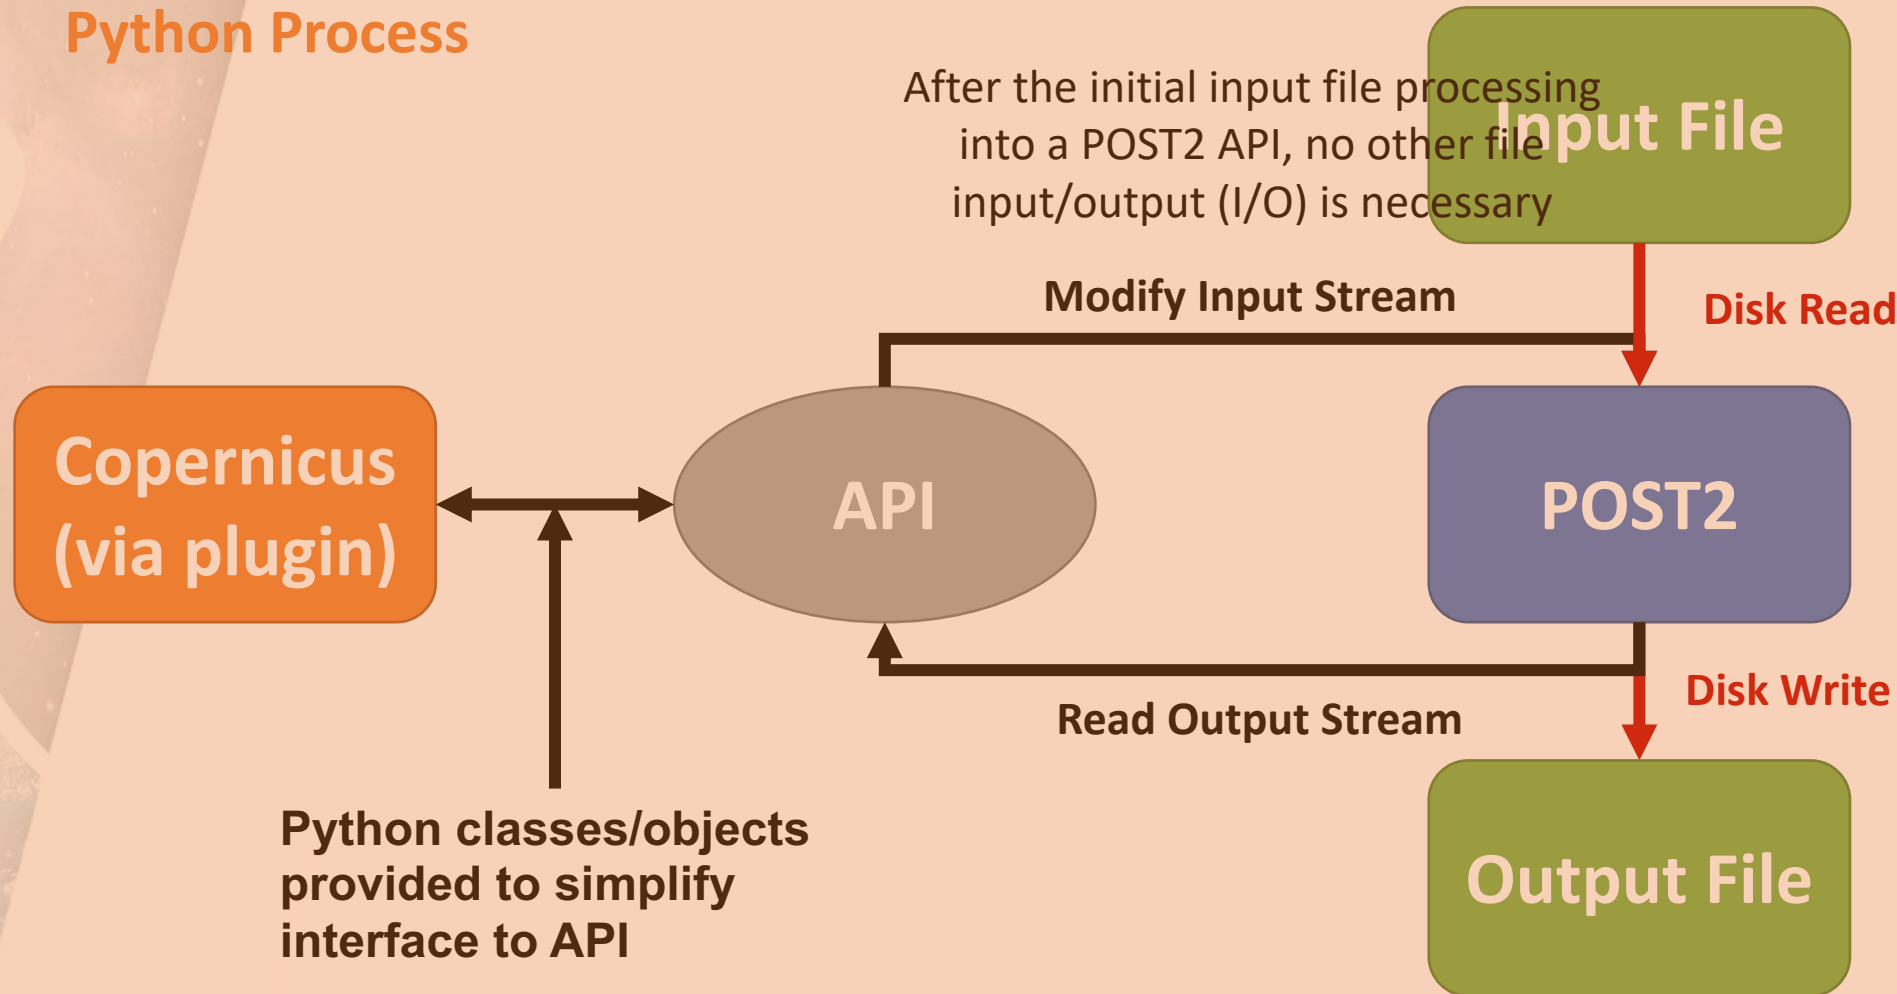 Python Process
After the initial input file processing
into a POST2 API, no other file
input/output (I/O) is necessary
Input File
Modify Input Stream
Disk Read
Copernicus
(via plugin)
API
POST2
Read Output Stream
Disk Write
Python classes/objects
provided to simplify
interface to API
Output File